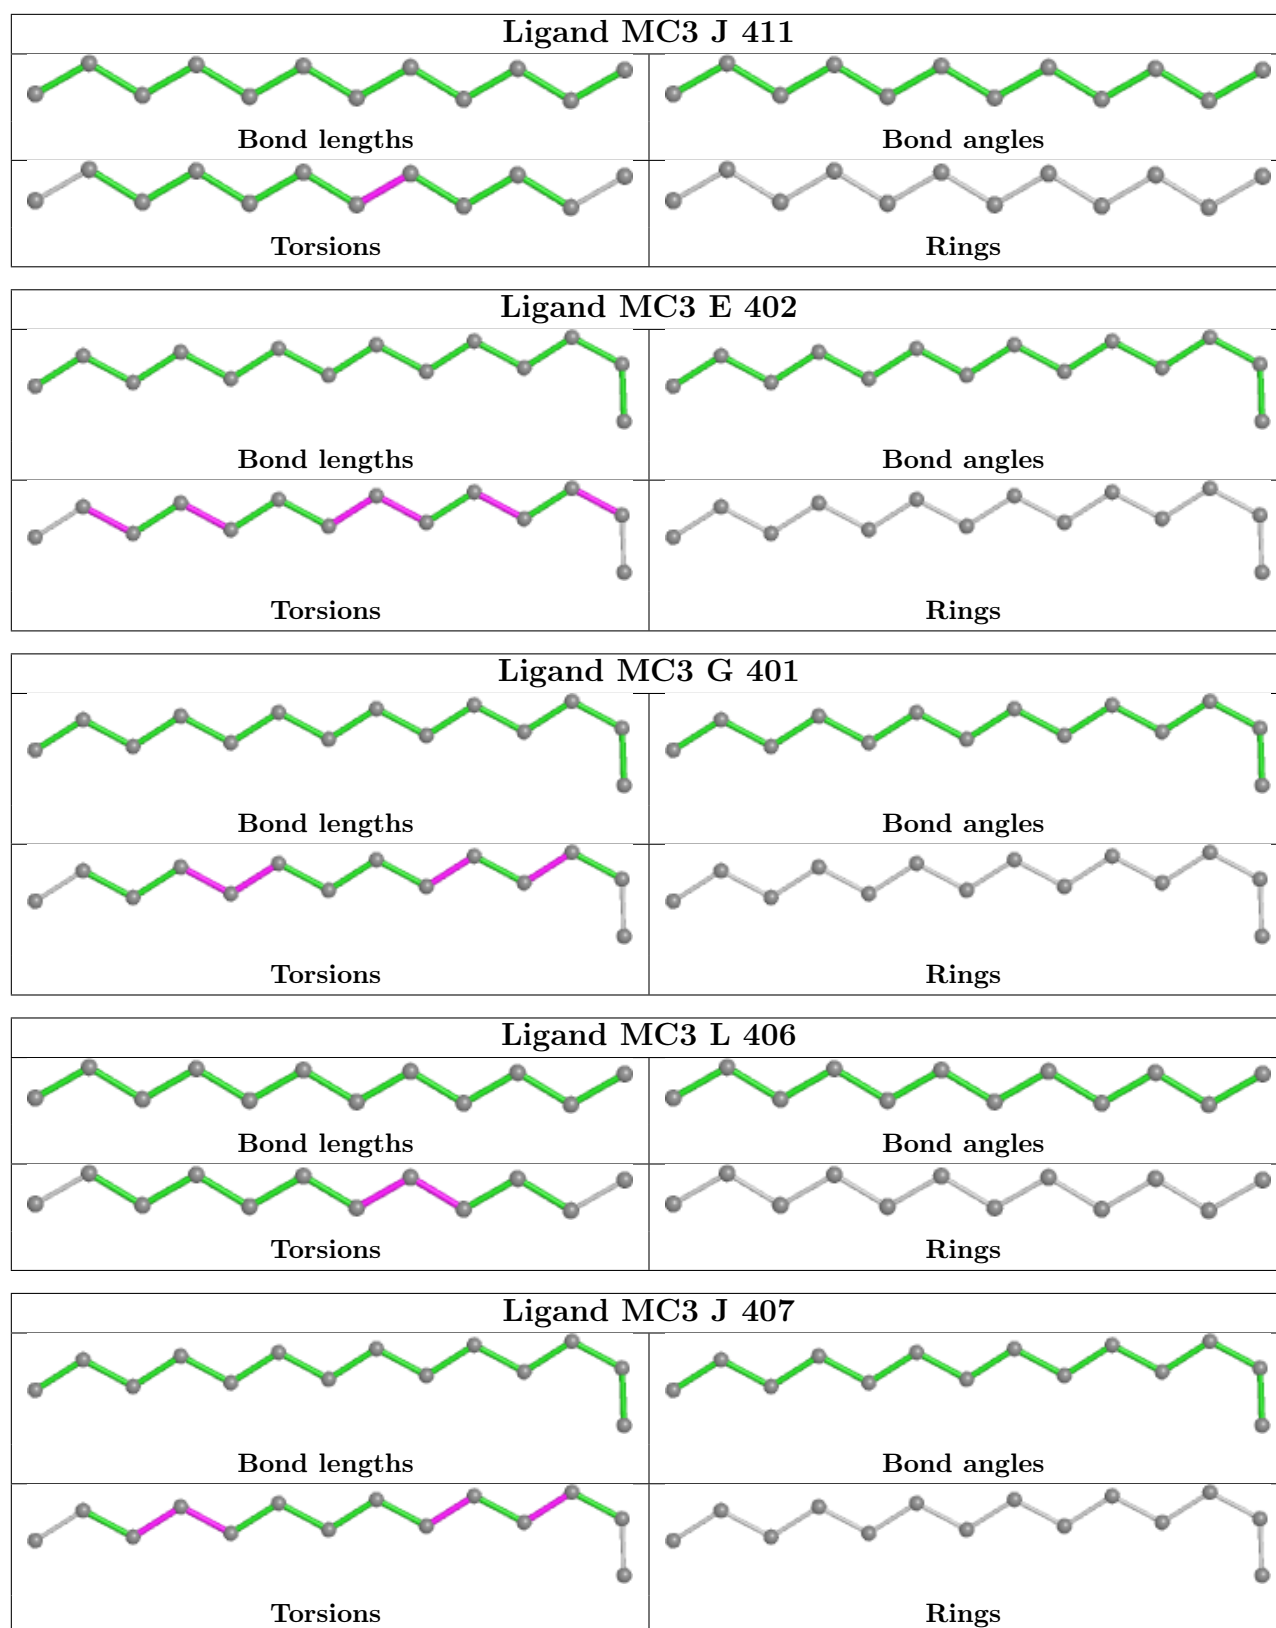 Ligand MC3 J 411
Bond lengths
Bond angles
Torsions
Rings
Ligand MC3 E 402
Bond lengths
Bond angles
Torsions
Rings
Ligand MC3 G 401
Bond lengths
Bond angles
Torsions
Rings
Ligand MC3 L 406
Bond lengths
Bond angles
Torsions
Rings
Ligand MC3 J 407
Bond lengths
Bond angles
Torsions
Rings